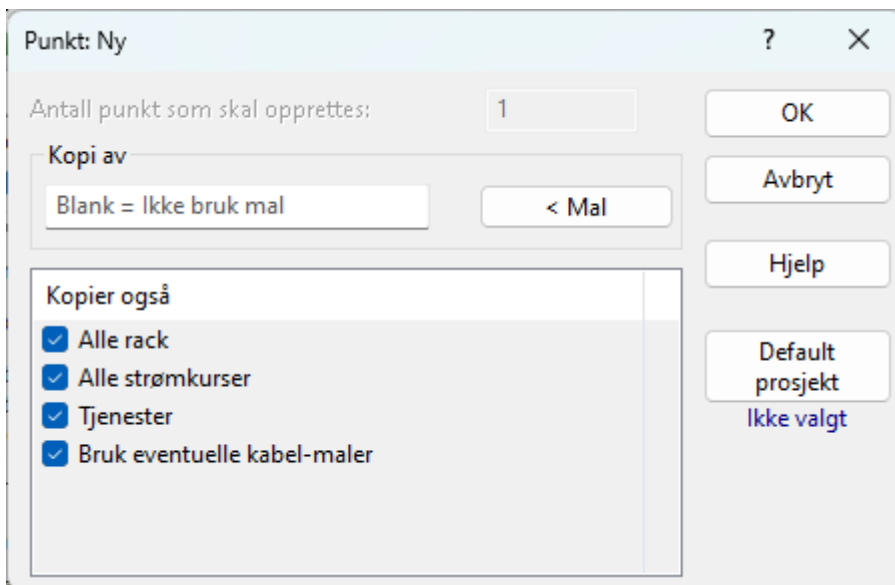 Punkt: Ny
?
Antall punkt som skal opprettes:
1
OK
Kopi av
Blank = Ikke bruk mal
< Mal
Avbryt
Hjelp
Kopier også
Alle rack
Alle strømkurser
Tjenester
Bruk eventuelle kabel-maler
Default
prosjekt
Ikke valgt